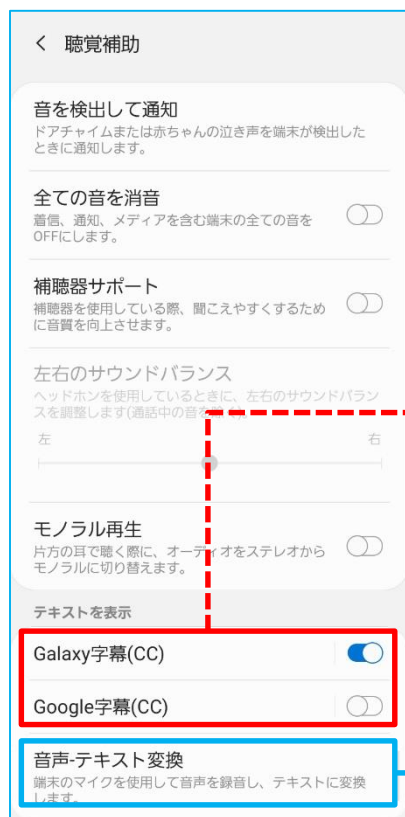 聴覚補助
音を検出して通知
ドアチャイムまたは赤ちゃんの泣き声を端末が検出した
ときに通知します。
全ての音を消音
着信、通知、メディアを含む端末の全ての音を
OFFにします。
補聴器サポート
補聴器を使用している際、聞こえやすくするため
に音質を向上させます。
左右のサウンドバランス
ヘッドホンを使用しているときに、左右のサウンドバラン
スを調整します(通話中の音を除く)。
左 右
モノラル再生
片方の耳で聴く際に、オーディオをステレオから
モノラルに切り替えます。
テキストを表示
Galaxy字幕(CC)
Google字幕(CC)
音声-テキスト変換
端末のマイクを使用して音声を録音し、テキストに変換
します。